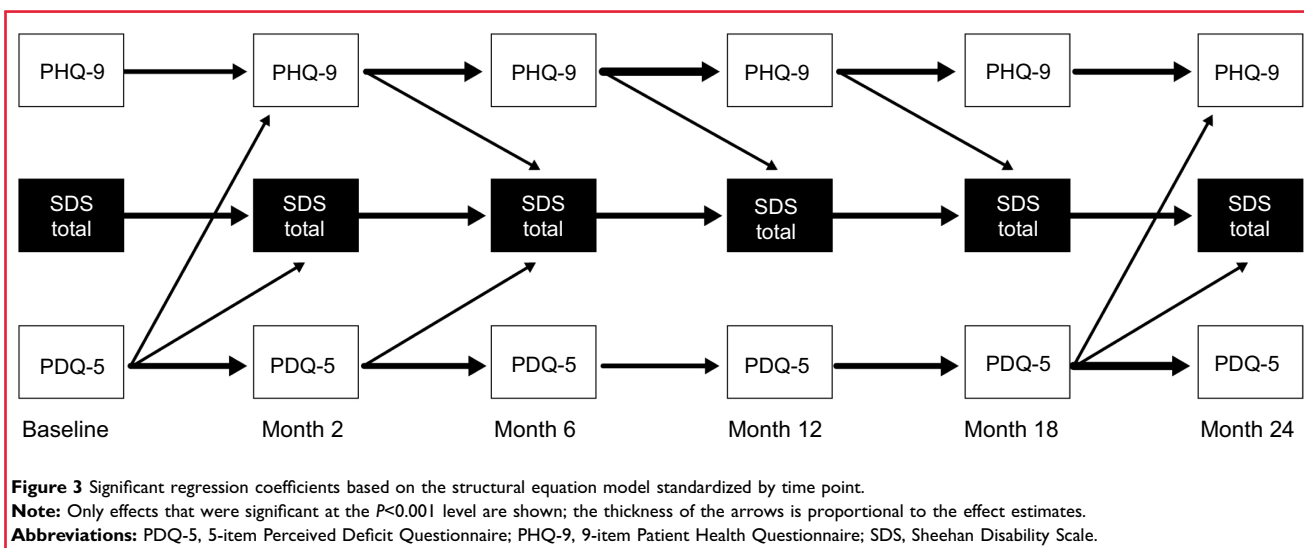 PHQ-9 PHQ-9 PHQ-9 PHQ-9 PHQ-9 PHQ-9
SDS SDS SDS SDS SDS SDS
total total total total total total
PDQ-5 PDQ-5 PDQ-5 PDQ-5 PDQ-5 PDQ-5
Baseline Month 2 Month 6 Month 12 Month 18 Month 24
Figure 3 Significant regression coefficients based on the structural equation model standardized by time point.
Note: Only effects that were significant at the P<0.001 level are shown; the thickness of the arrows is proportional to the effect estimates.
Abbreviations: PDQ-5, 5-item Perceived Deficit Questionnaire; PHQ-9, 9-item Patient Health Questionnaire; SDS, Sheehan Disability Scale.